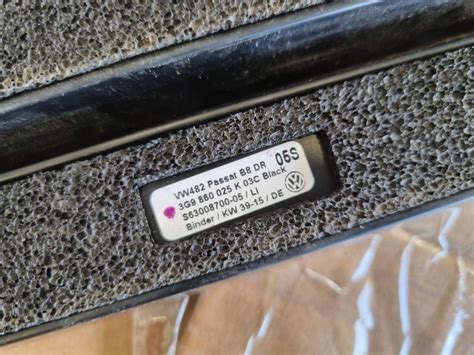 VW482 Passat B8 DR 05S
3G9 860 025 K 03C Black
S63008700-05 / LI
Binder / KW 39-15 / DE